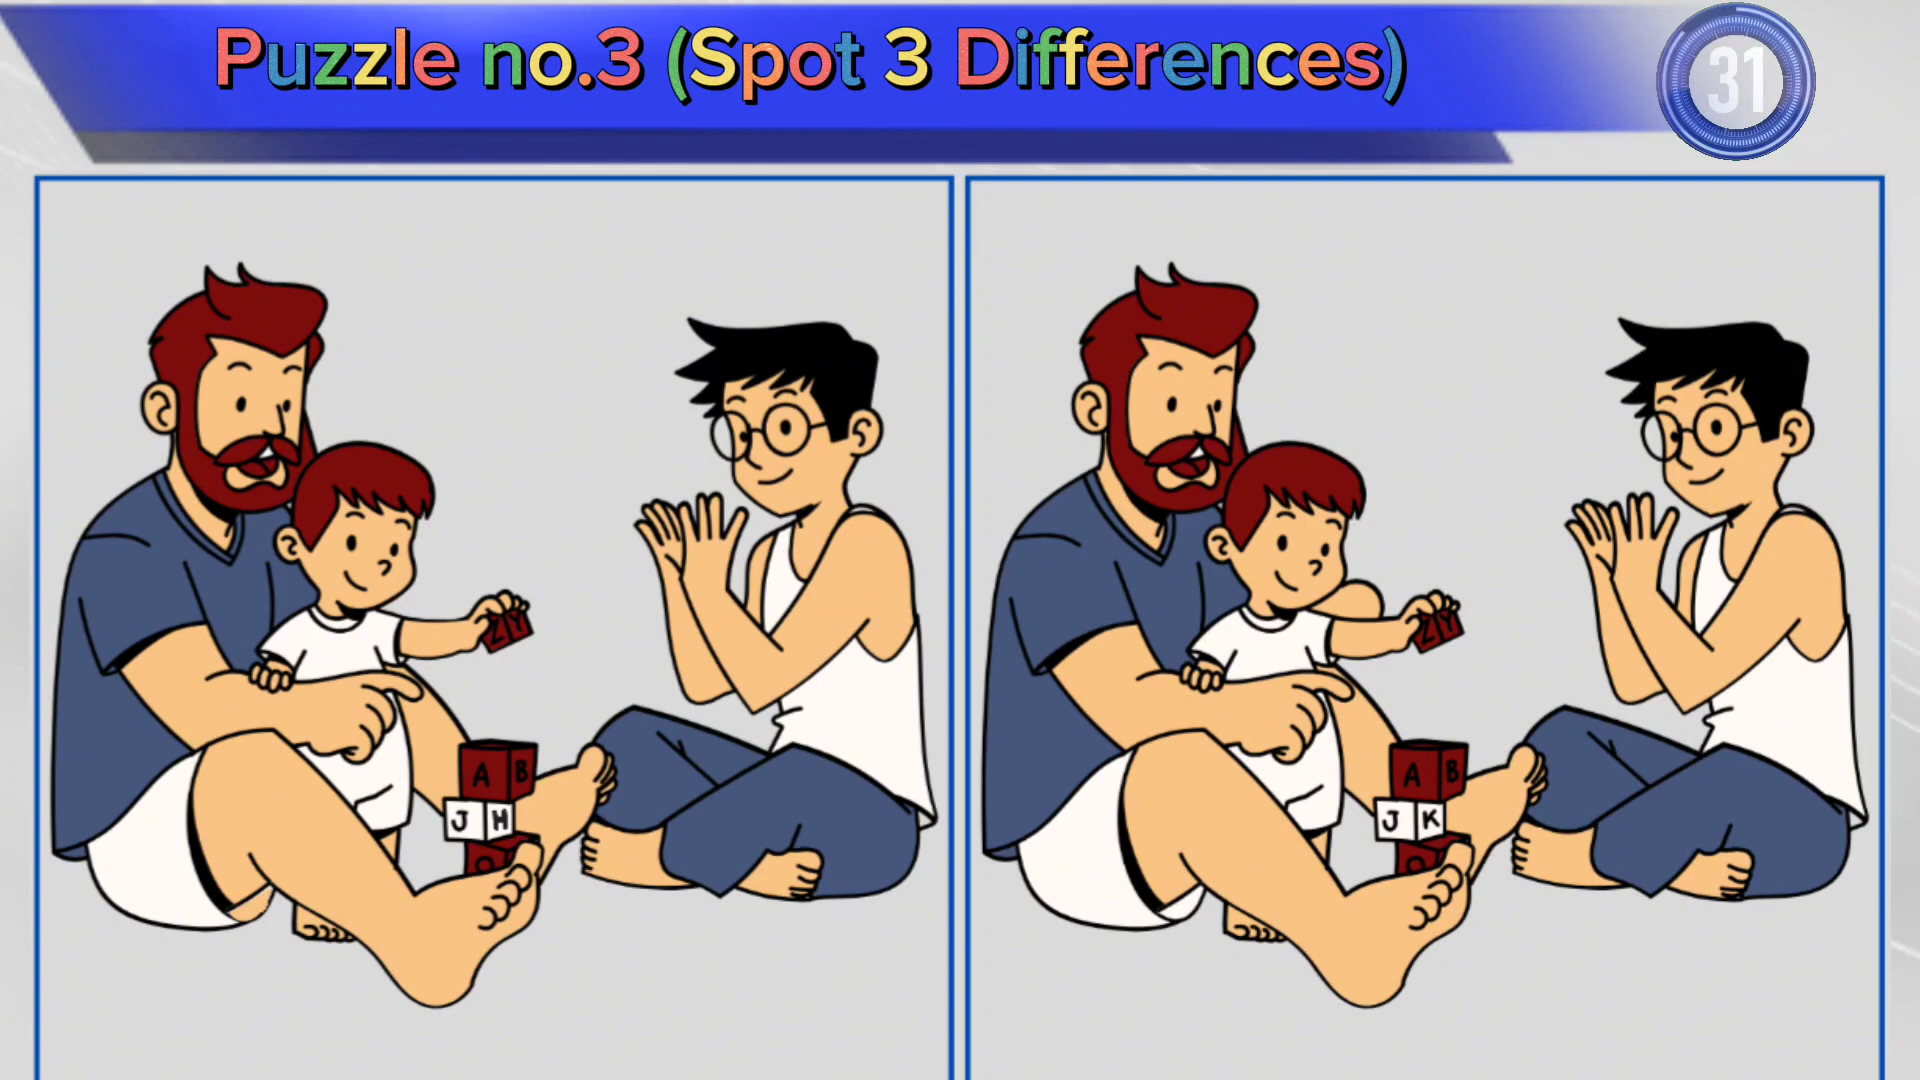 Puzzle no.3 (Spot 3 Differences)
31
Z Y
Z Y
A B
J H
A B
J K